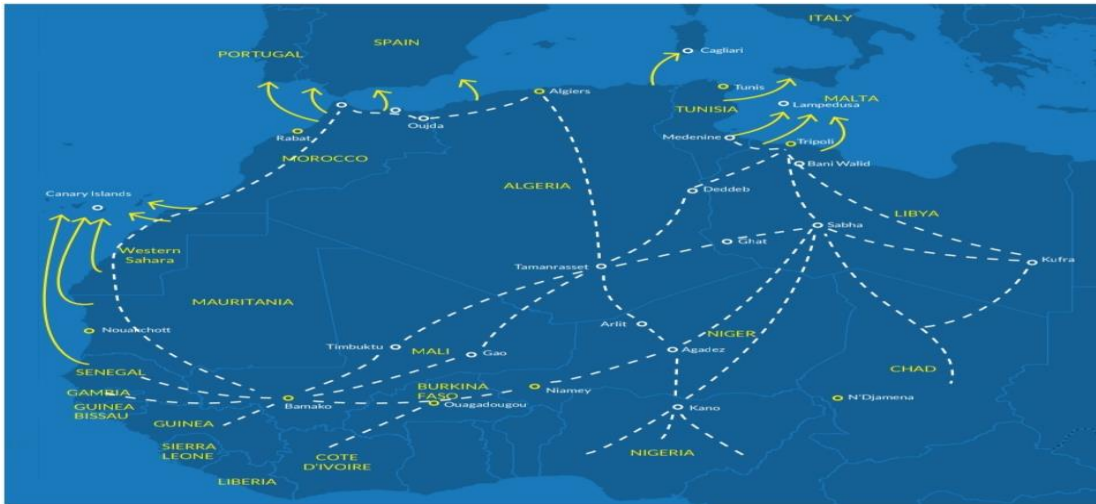 ITALY
SPAIN
PORTUGAL
Cagliari
Tunis
Algiers
MALTA
TUNISIA
Lampedusa
Oujda
Rabat
Medenine
Tripoli
MOROCCO
Bani Walid
ALGERIA
Deddeb
Canary Islands
LIBYA
Sabha
Ghat
Western
Sahara
Kufra
Tamanrasset
MAURITANIA
Nouakchott
Arlit
NIGER
Timbuktu
MALI
Gao
Agadez
SENEGAL
CHAD
BURKINA
FASO
Niamey
GAMBIA
GUINEA
BISSAU
Bamako
Ouagadougou
N'Djamena
Kano
GUINEA
SIERRA
LEONE
COTE
D'IVOIRE
NIGERIA
LIBERIA